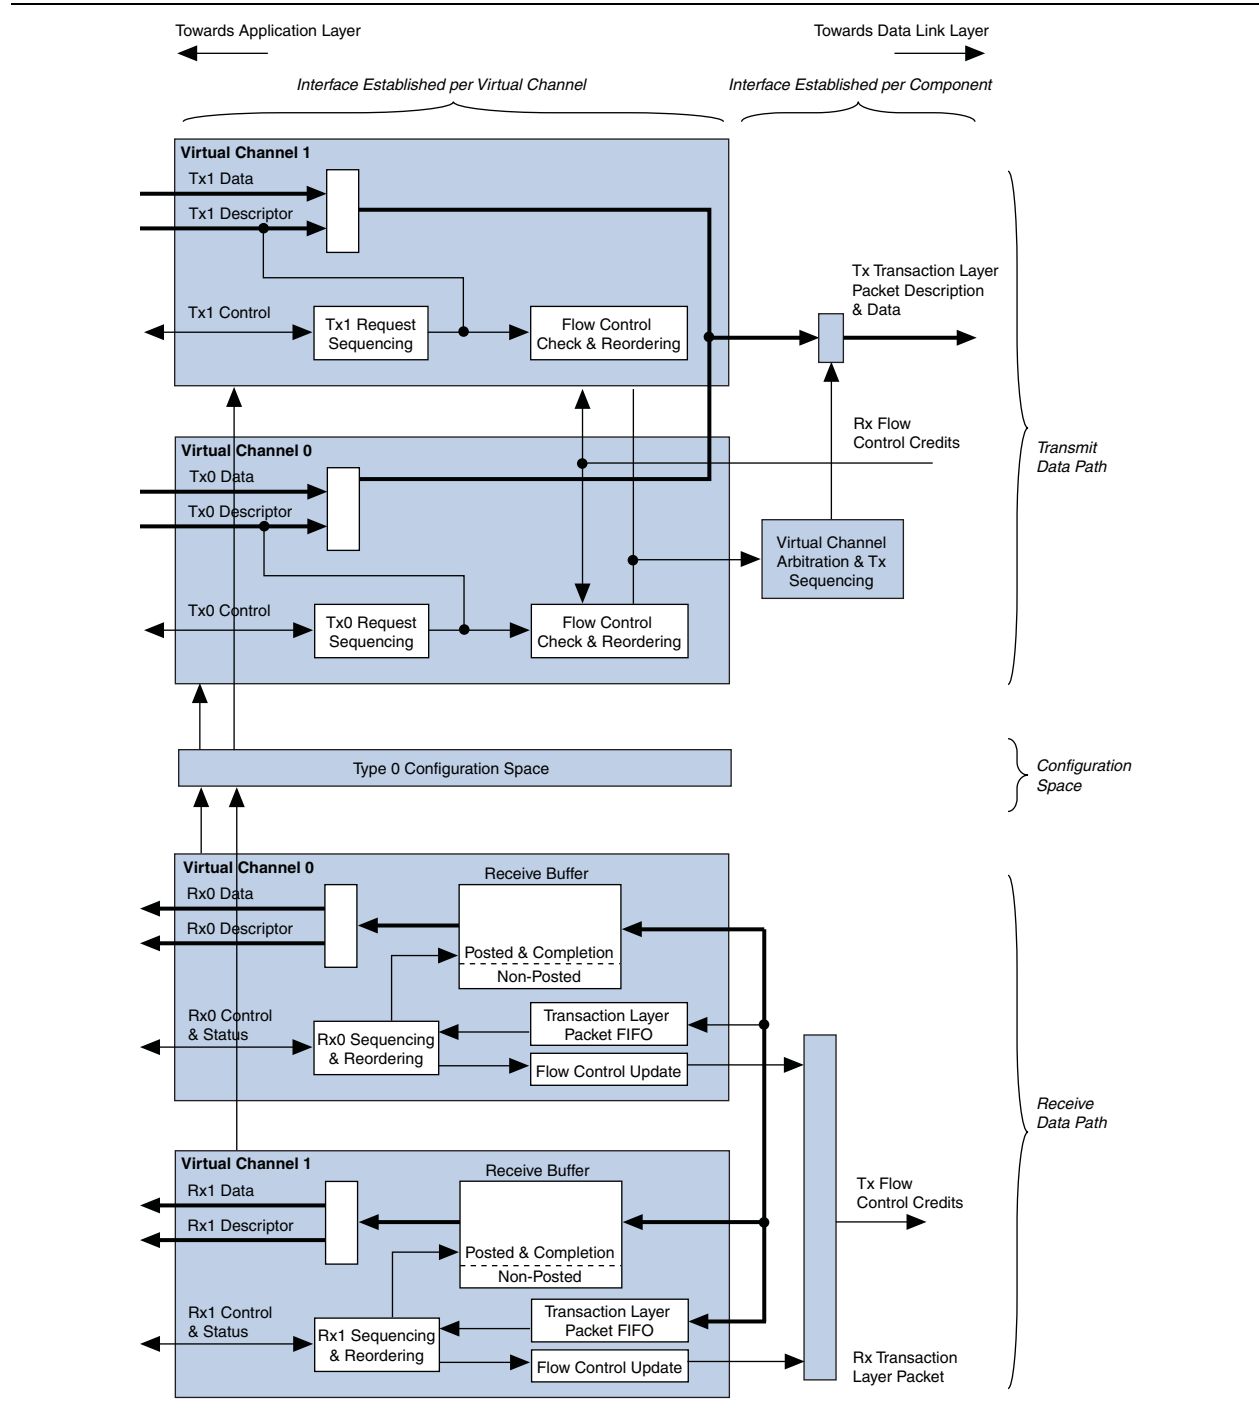 Towards Application Layer
Towards Data Link Layer
Interface Established per Virtual Channel
Interface Established per Component
Virtual Channel 1
Tx1 Data
Tx1 Descriptor
Tx1 Control
Tx1 Request
Sequencing
Flow Control
Check & Reordering
Tx Transaction Layer
Packet Description
& Data
Rx Flow
Control Credits
Transmit
Data Path
Virtual Channel 0
Tx0 Data
Tx0 Descriptor
Tx0 Control
Tx0 Request
Sequencing
Flow Control
Check & Reordering
Virtual Channel
Arbitration & Tx
Sequencing
Type 0 Configuration Space
Configuration
Space
Virtual Channel 0
Receive Buffer
Rx0 Data
Rx0 Descriptor
Posted & Completion
Non-Posted
Rx0 Control
& Status
Rx0 Sequencing
& Reordering
Transaction Layer
Packet FIFO
Flow Control Update
Receive
Data Path
Virtual Channel 1
Receive Buffer
Rx1 Data
Rx1 Descriptor
Posted & Completion
Non-Posted
Tx Flow
Control Credits
Rx1 Control
& Status
Rx1 Sequencing
& Reordering
Transaction Layer
Packet FIFO
Flow Control Update
Rx Transaction
Layer Packet